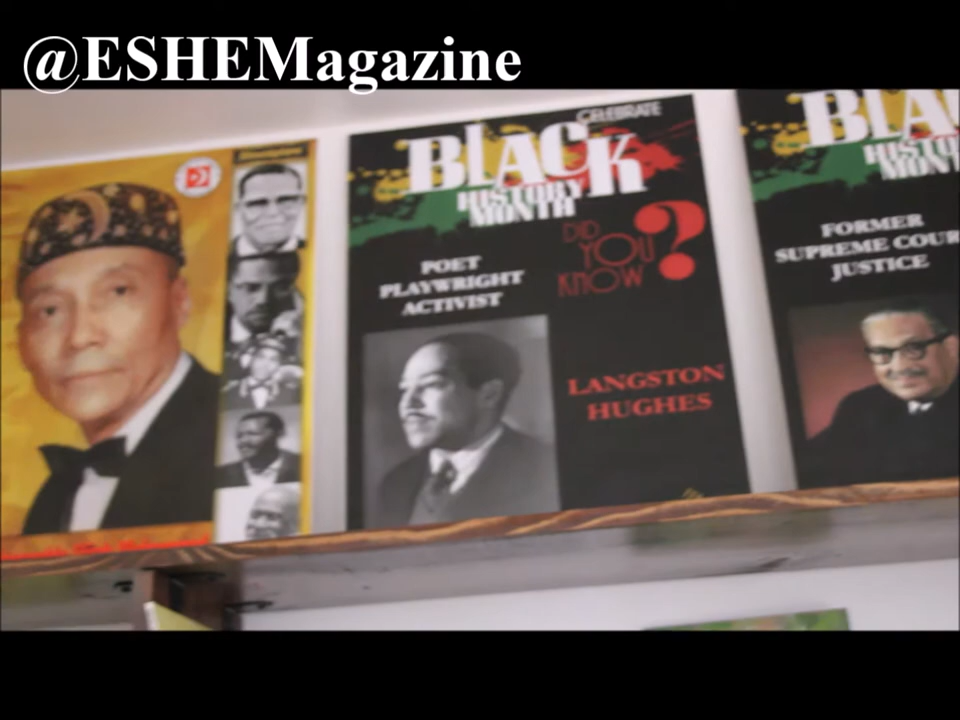 @ESHEMagazine
CELEBRATE
BLACK
HISTORY
MONTH
DID
YOU
KNOW
?
POET
PLAYWRIGHT
ACTIVIST
LANGSTON
HUGHES
BLA
HISTO
MONT
FORMER
SUPREME COUR
JUSTICE